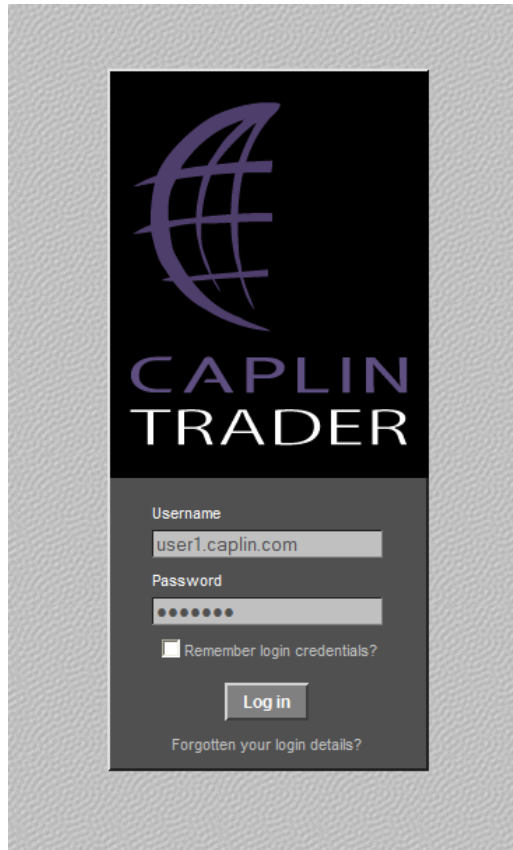 CAPLIN
TRADER
Username
user1.caplin.com
Password
●●●●●●●
Remember login credentials?
Log in
Forgotten your login details?